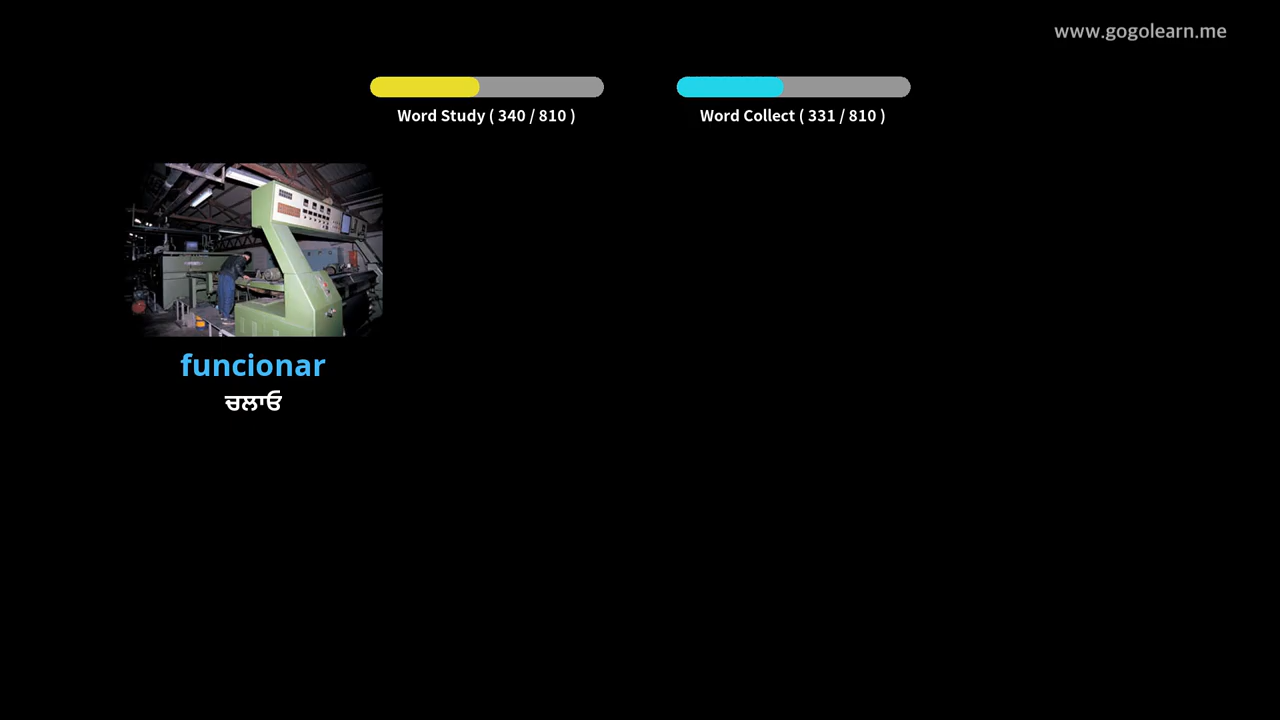 www.gogolearn.me
Word Study ( 340 / 810 )
Word Collect ( 331 / 810 )
funcionar
ਚਲਾਓ